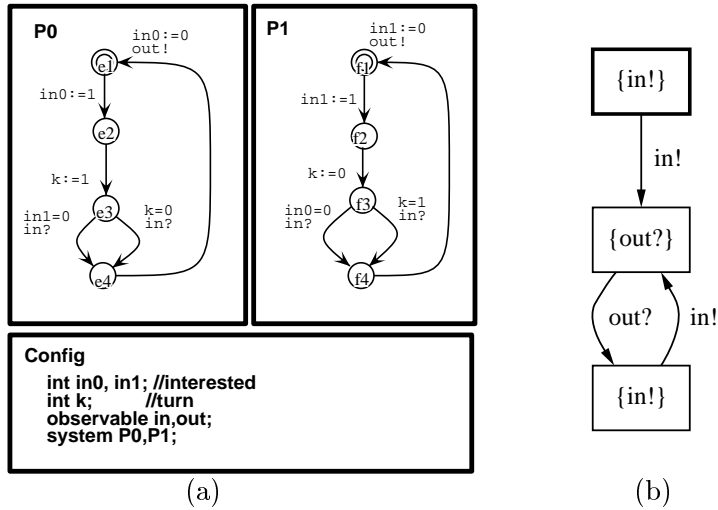 P0
in0:=0
out!
e1
in0:=1
e2
k:=1
e3
in1=0
in?
k=0
in?
e4
P1
in1:=0
out!
f1
in1:=1
f2
k:=0
f3
in0=0
in?
k=1
in?
f4
Config
int in0, in1; //interested
int k; //turn
observable in,out;
system P0,P1;
(a)
{in!}
in!
{out?}
out?
in!
{in!}
(b)